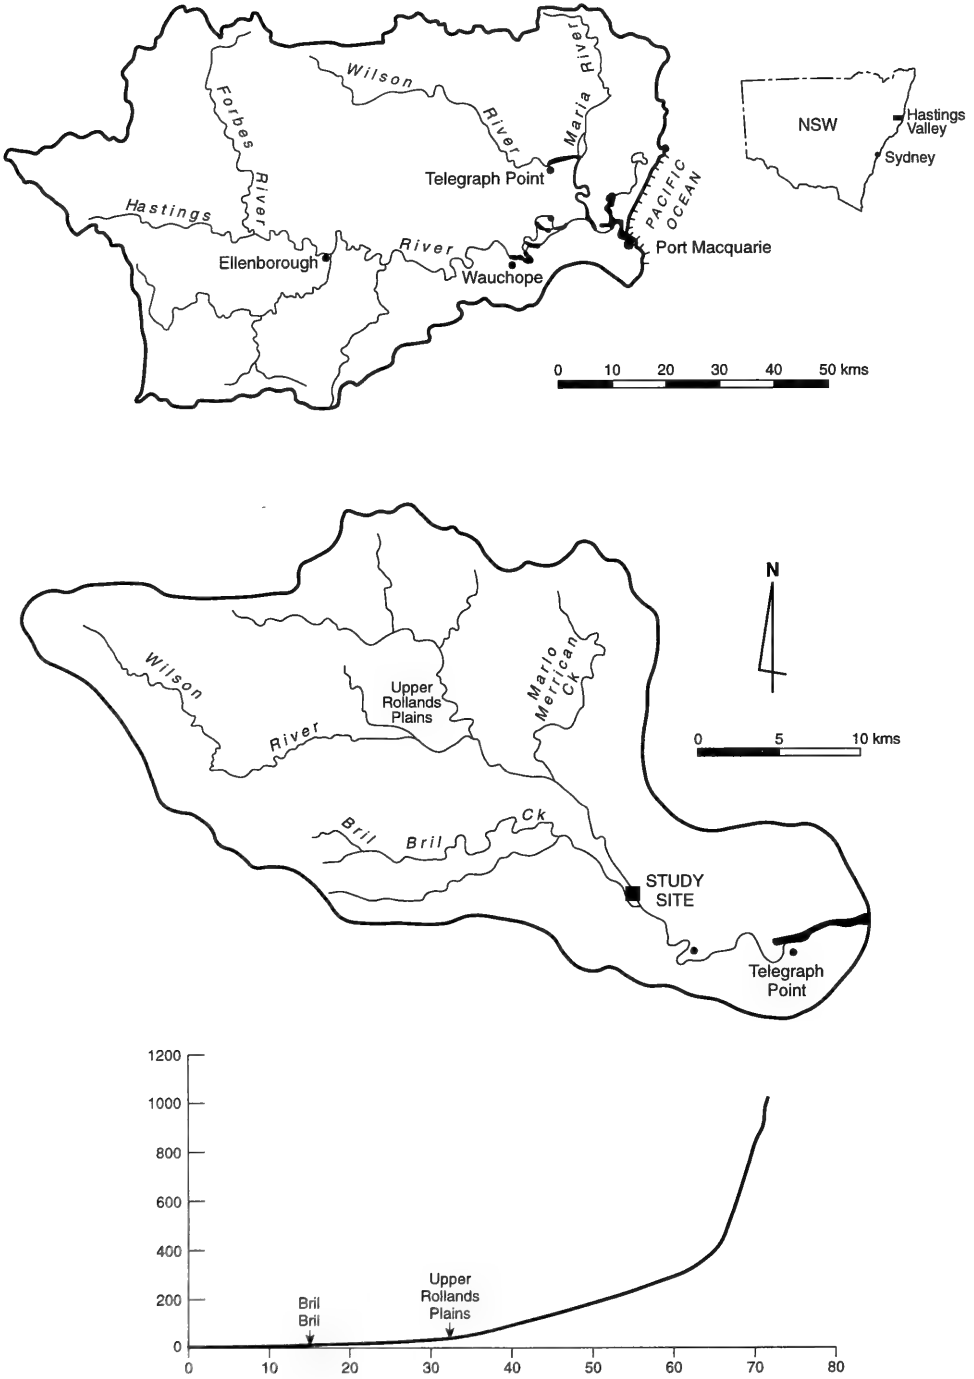 Wilson
River
Maria River
Forbes
River
Telegraph Point
Hastings
River
Ellenborough
Wauchope
PACIFIC
OCEAN
Port Macquarie
NSW
Hastings
Valley
Sydney
0 10 20 30 40 50 kms
N
Wilson
River
Upper
Rollands
Plains
Marlo
Merrican
Ck
0 5 10 kms
Bril
Bril
Ck
STUDY
SITE
Telegraph
Point
1200
1000
800
600
400
200
0
Bril
Bril
Upper
Rollands
Plains
0 10 20 30 40 50 60 70 80